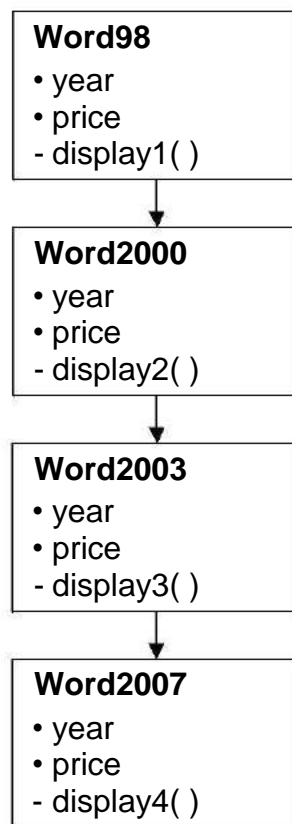 Word98
• year
• price
- display1( )
Word2000
• year
• price
- display2( )
Word2003
• year
• price
- display3( )
Word2007
• year
• price
- display4( )